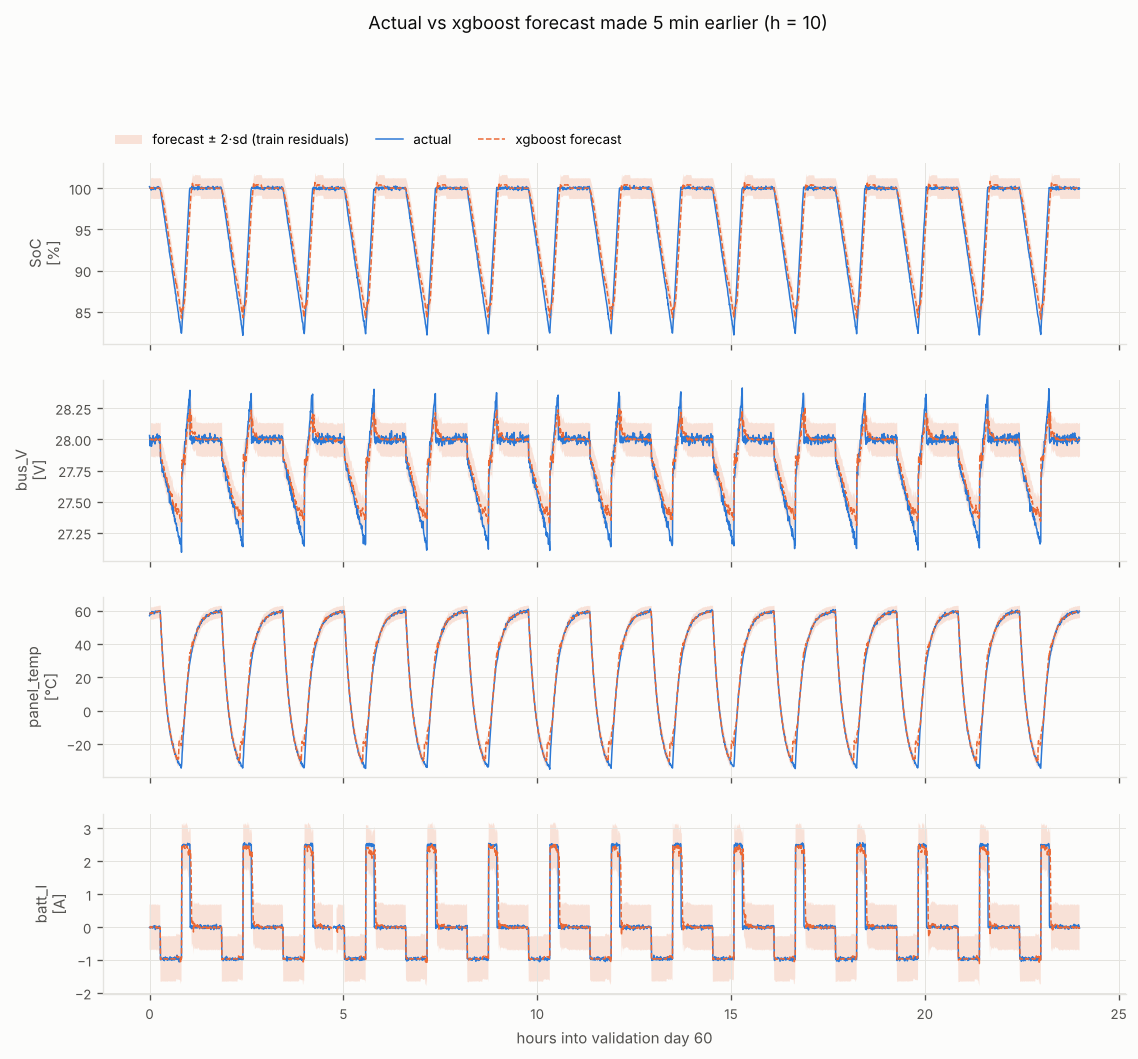 Actual vs xgboost forecast made 5 min earlier (h = 10)
forecast ± 2·sd (train residuals) actual xgboost forecast
100
95
90
85
SoC
[%]
28.25
28.00
27.75
27.50
27.25
bus_V
[V]
60
40
20
0
−20
panel_temp
[°C]
3
2
1
0
−1
−2
batt_I
[A]
0 5 10 15 20 25
hours into validation day 60